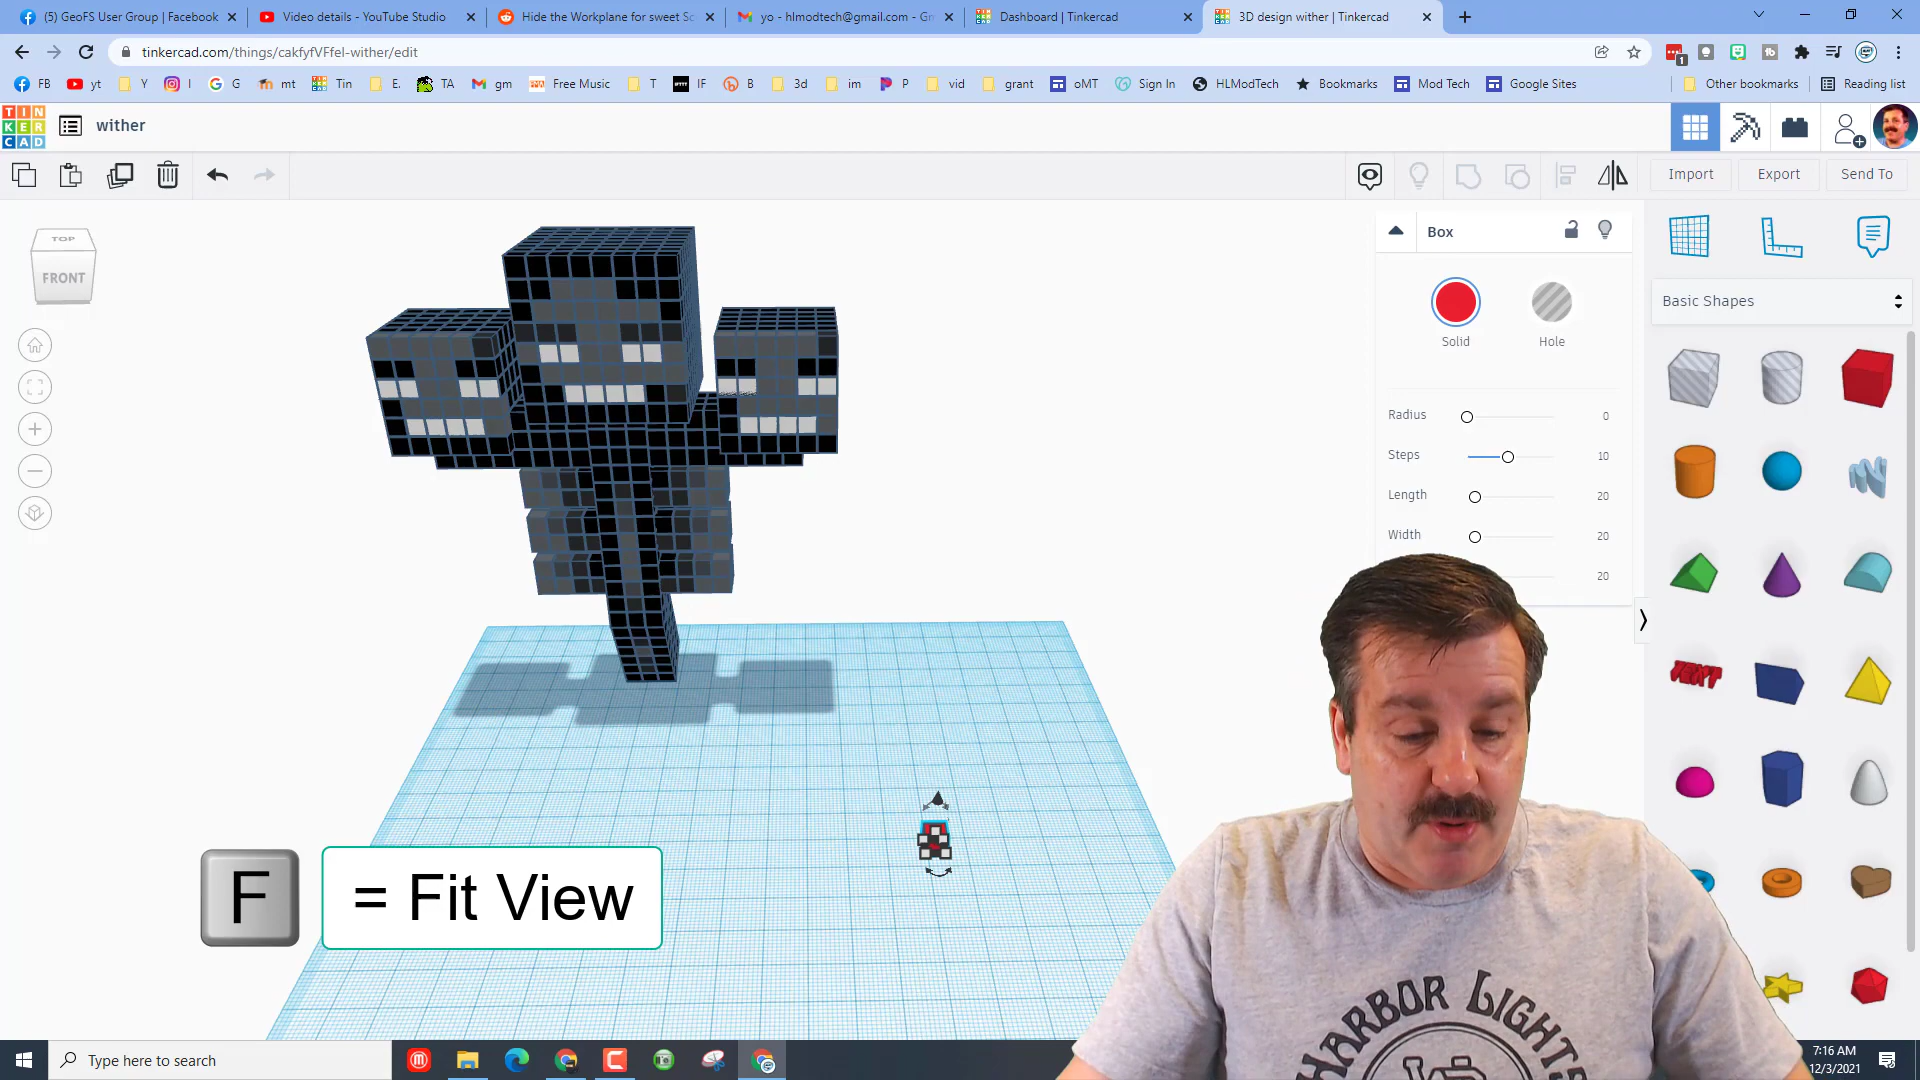 (5) GeoFS User Group | Facebook
Video details - YouTube Studio
Hide the Workplane for sweet Sc
yo - hlmodtech@gmail.com - Gm
Dashboard | Tinkercad
3D design wither | Tinkercad
tinkercad.com/things/cakfyfVFfel-wither/edit
1
FB
yt
Y
I
G
mt
Tin
E.
TA
gm
Free Music
T
IF
B
3d
im
P
vid
grant
oMT
Sign In
HLModTech
Bookmarks
Mod Tech
Google Sites
Other bookmarks
Reading list
TIN
KER
CAD
wither
Import
Export
Send To
TOP
FRONT
Box
Solid
Hole
Radius 0
Steps 10
Length 20
Width 20
20
Basic Shapes
TEXT
F
= Fit View
HARBOR LIGHTS
Type here to search
7:16 AM
12/3/2021